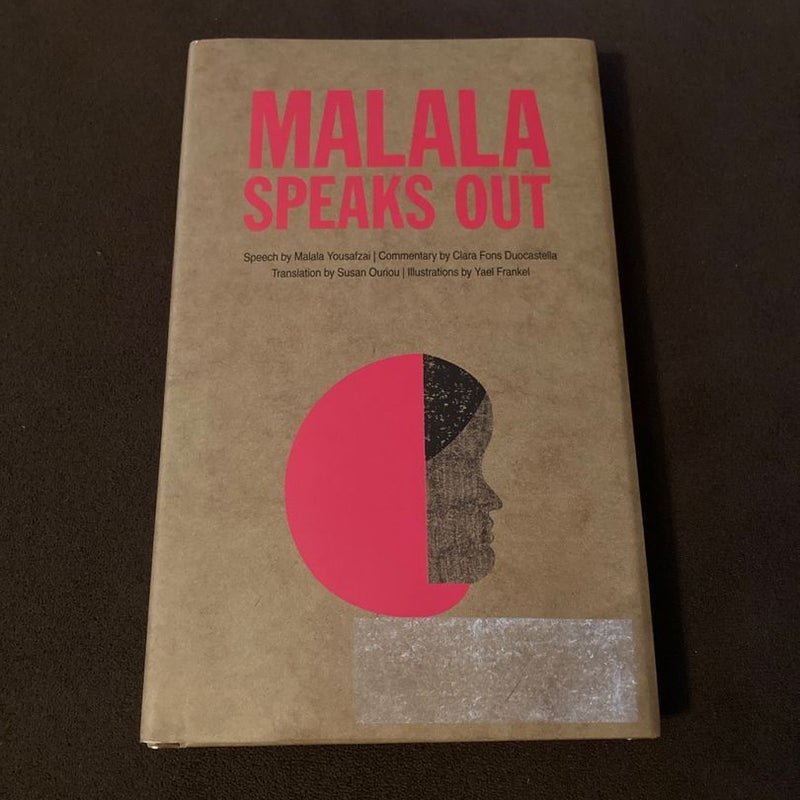 MALALA
SPEAKS OUT
Speech by Malala Yousafzai | Commentary by Clara Fons Duocastella
Translation by Susan Ouriou | Illustrations by Yael Frankel